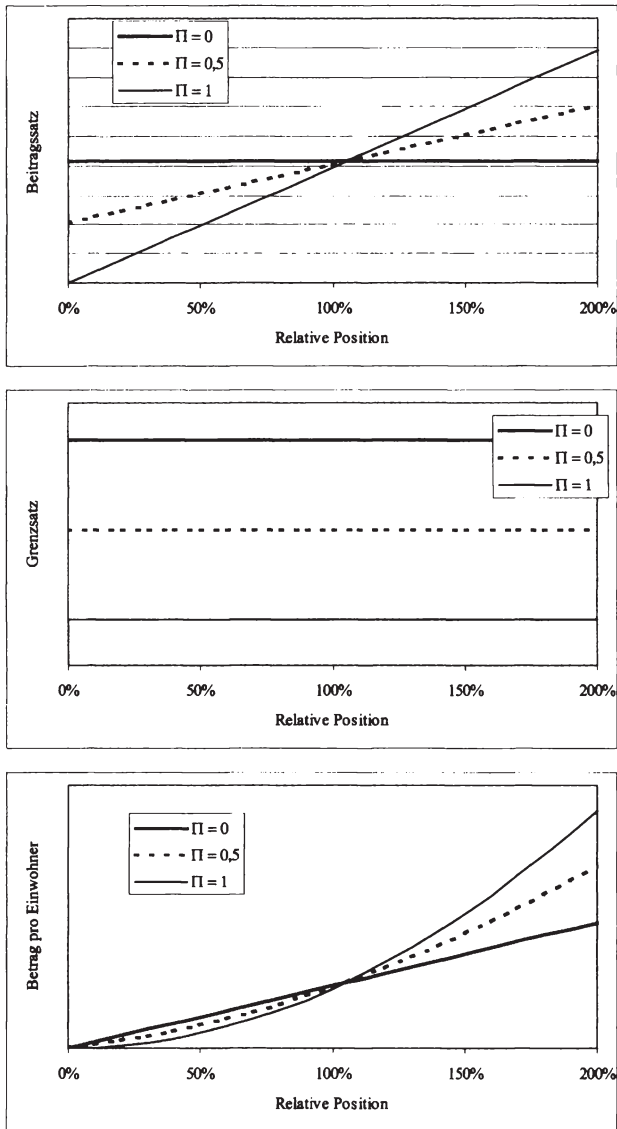 Π = 0
Π = 0,5
Π = 1
Beitragssatz
0% 50% 100% 150% 200%
Relative Position
Π = 0
Π = 0,5
Π = 1
Grenzsatz
0% 50% 100% 150% 200%
Relative Position
Π = 0
Π = 0,5
Π = 1
Betrag pro Einwohner
0% 50% 100% 150% 200%
Relative Position